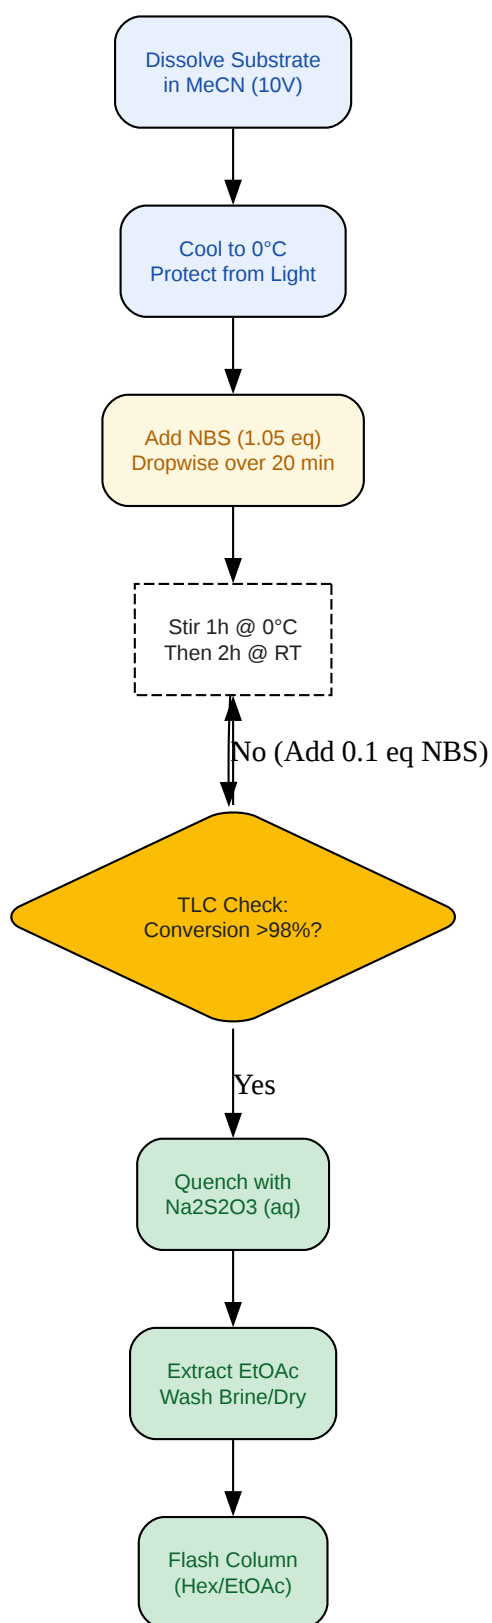 Dissolve Substrate
in MeCN (10V)
Cool to 0°C
Protect from Light
Add NBS (1.05 eq)
Dropwise over 20 min
Stir 1h @ 0°C
Then 2h @ RT
No (Add 0.1 eq NBS)
TLC Check:
Conversion >98%?
Yes
Quench with
Na2S2O3 (aq)
Extract EtOAc
Wash Brine/Dry
Flash Column
(Hex/EtOAc)